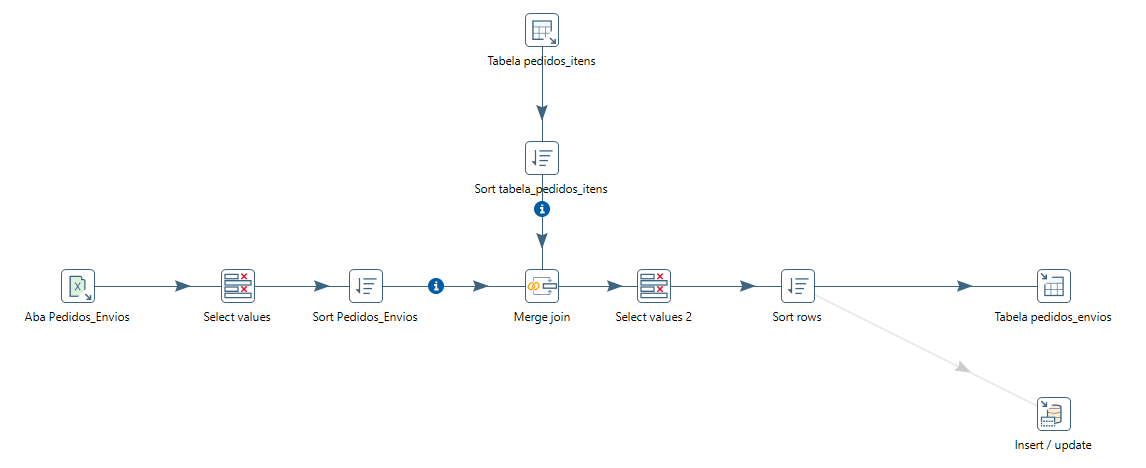 Tabela pedidos_itens
Sort tabela_pedidos_itens
Aba Pedidos_Envios
Select values
Sort Pedidos_Envios
Merge join
Select values 2
Sort rows
Tabela pedidos_envios
Insert / update